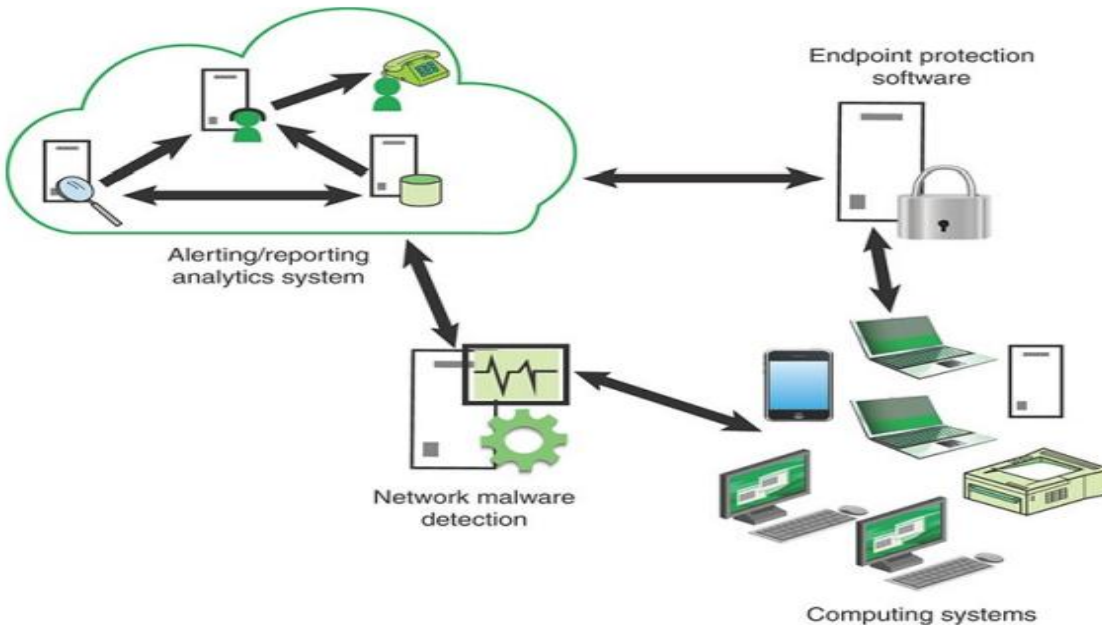 Endpoint protection
software
Alerting/reporting
analytics system
Network malware
detection
Computing systems